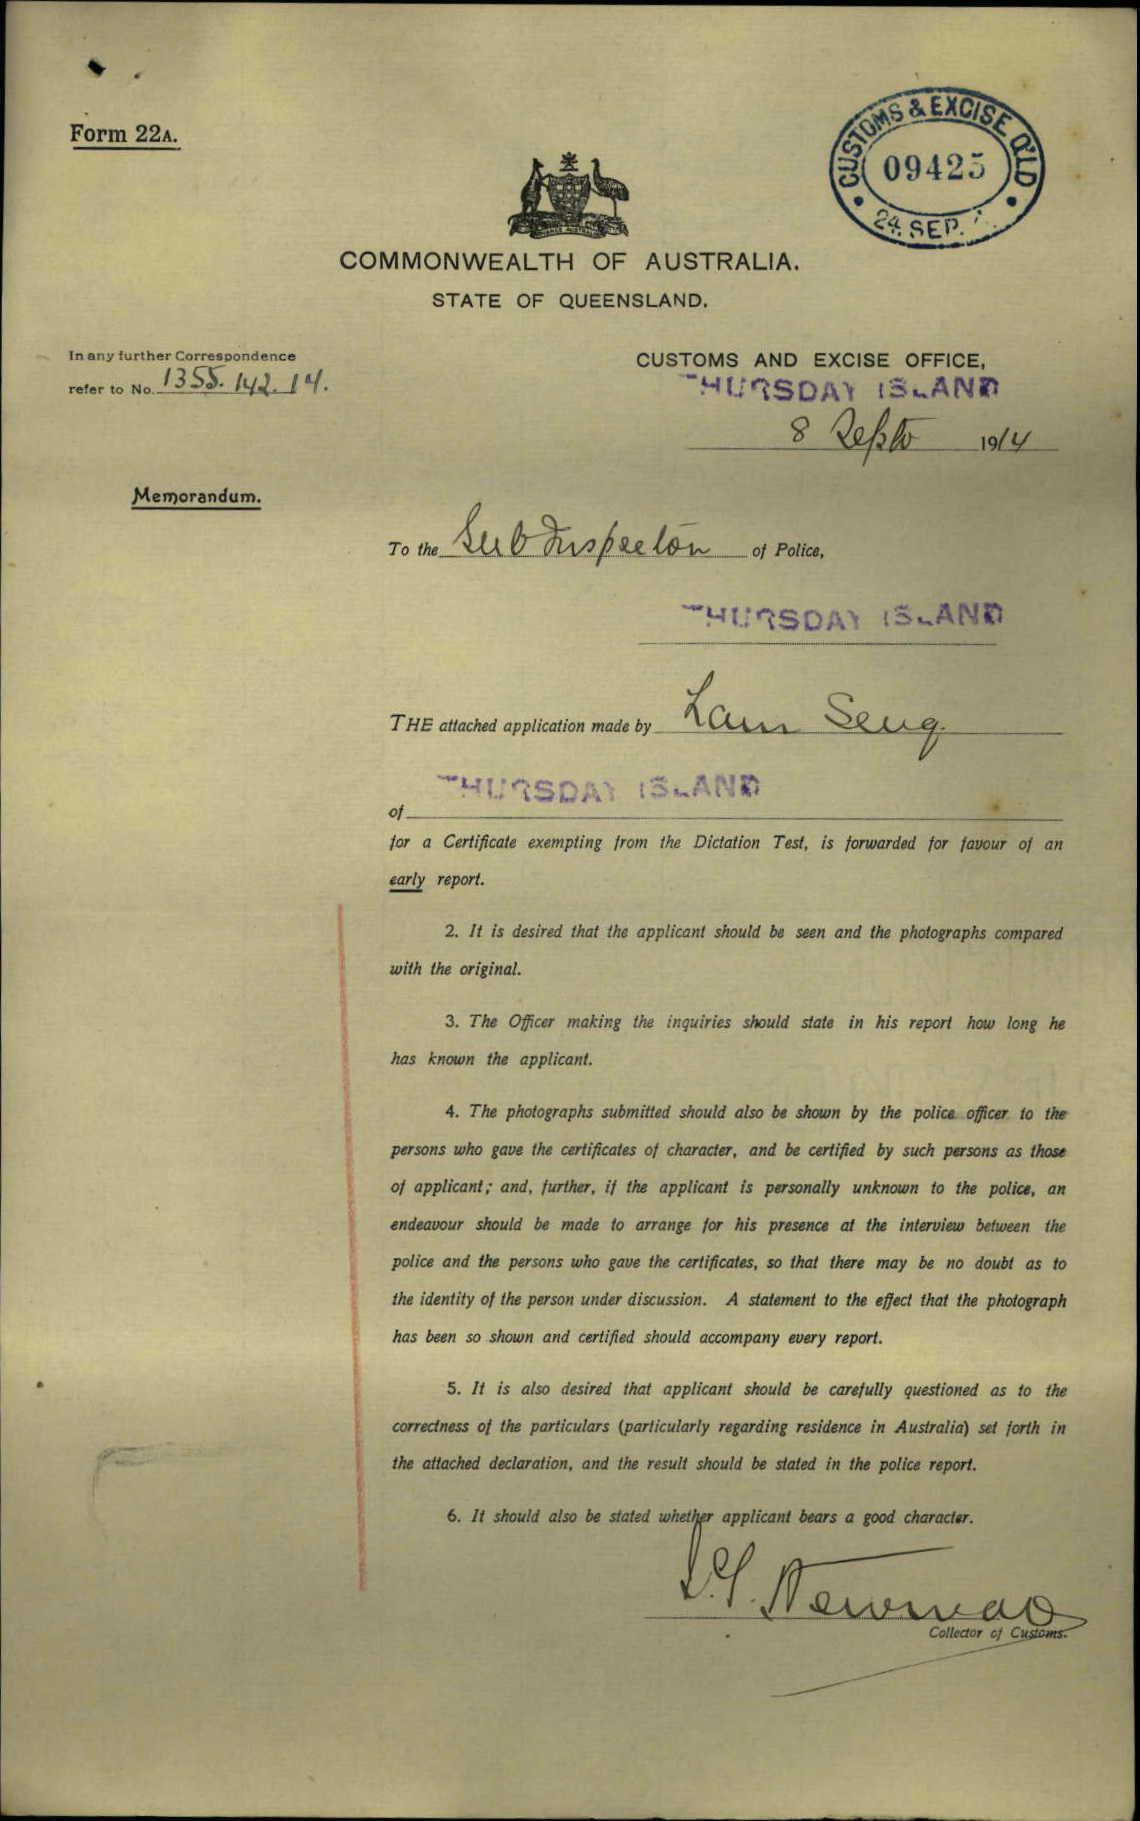 Form 22A.
CUSTOMS & EXCISE Q'LD
09425
24. SEP.
COMMONWEALTH OF AUSTRALIA.
STATE OF QUEENSLAND.
In any further Correspondence
refer to No. 1355.142.14.
CUSTOMS AND EXCISE OFFICE,
THURSDAY ISLAND
8 Septr 1914
Memorandum.
To the Sub Inspector of Police,
THURSDAY ISLAND
THE attached application made by Lam Seng.
THURSDAY ISLAND
of
for a Certificate exempting from the Dictation Test, is forwarded for favour of an
early report.
2. It is desired that the applicant should be seen and the photographs compared
with the original.
3. The Officer making the inquiries should state in his report how long he
has known the applicant.
4. The photographs submitted should also be shown by the police officer to the
persons who gave the certificates of character, and be certified by such persons as those
of applicant; and, further, if the applicant is personally unknown to the police, an
endeavour should be made to arrange for his presence at the interview between the
police and the persons who gave the certificates, so that there may be no doubt as to
the identity of the person under discussion. A statement to the effect that the photograph
has been so shown and certified should accompany every report.
5. It is also desired that applicant should be carefully questioned as to the
correctness of the particulars (particularly regarding residence in Australia) set forth in
the attached declaration, and the result should be stated in the police report.
6. It should also be stated whether applicant bears a good character.
Collector of Customs.